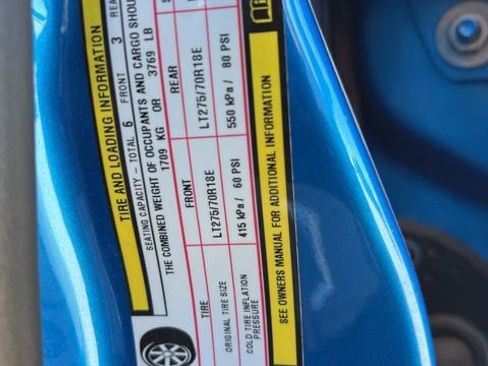 TIRE AND LOADING INFORMATION
SEATING CAPACITY - TOTAL 6 FRONT 3 REA
THE COMBINED WEIGHT OF OCCUPANTS AND CARGO SHOU
1709 KG OR 3769 LB
TIRE FRONT REAR
ORIGINAL TIRE SIZE LT275/70R18E LT275/70R18E
COLD TIRE INFLATION PRESSURE 415 kPa / 60 PSI 550 kPa / 80 PSI
SEE OWNERS MANUAL FOR ADDITIONAL INFORMATION